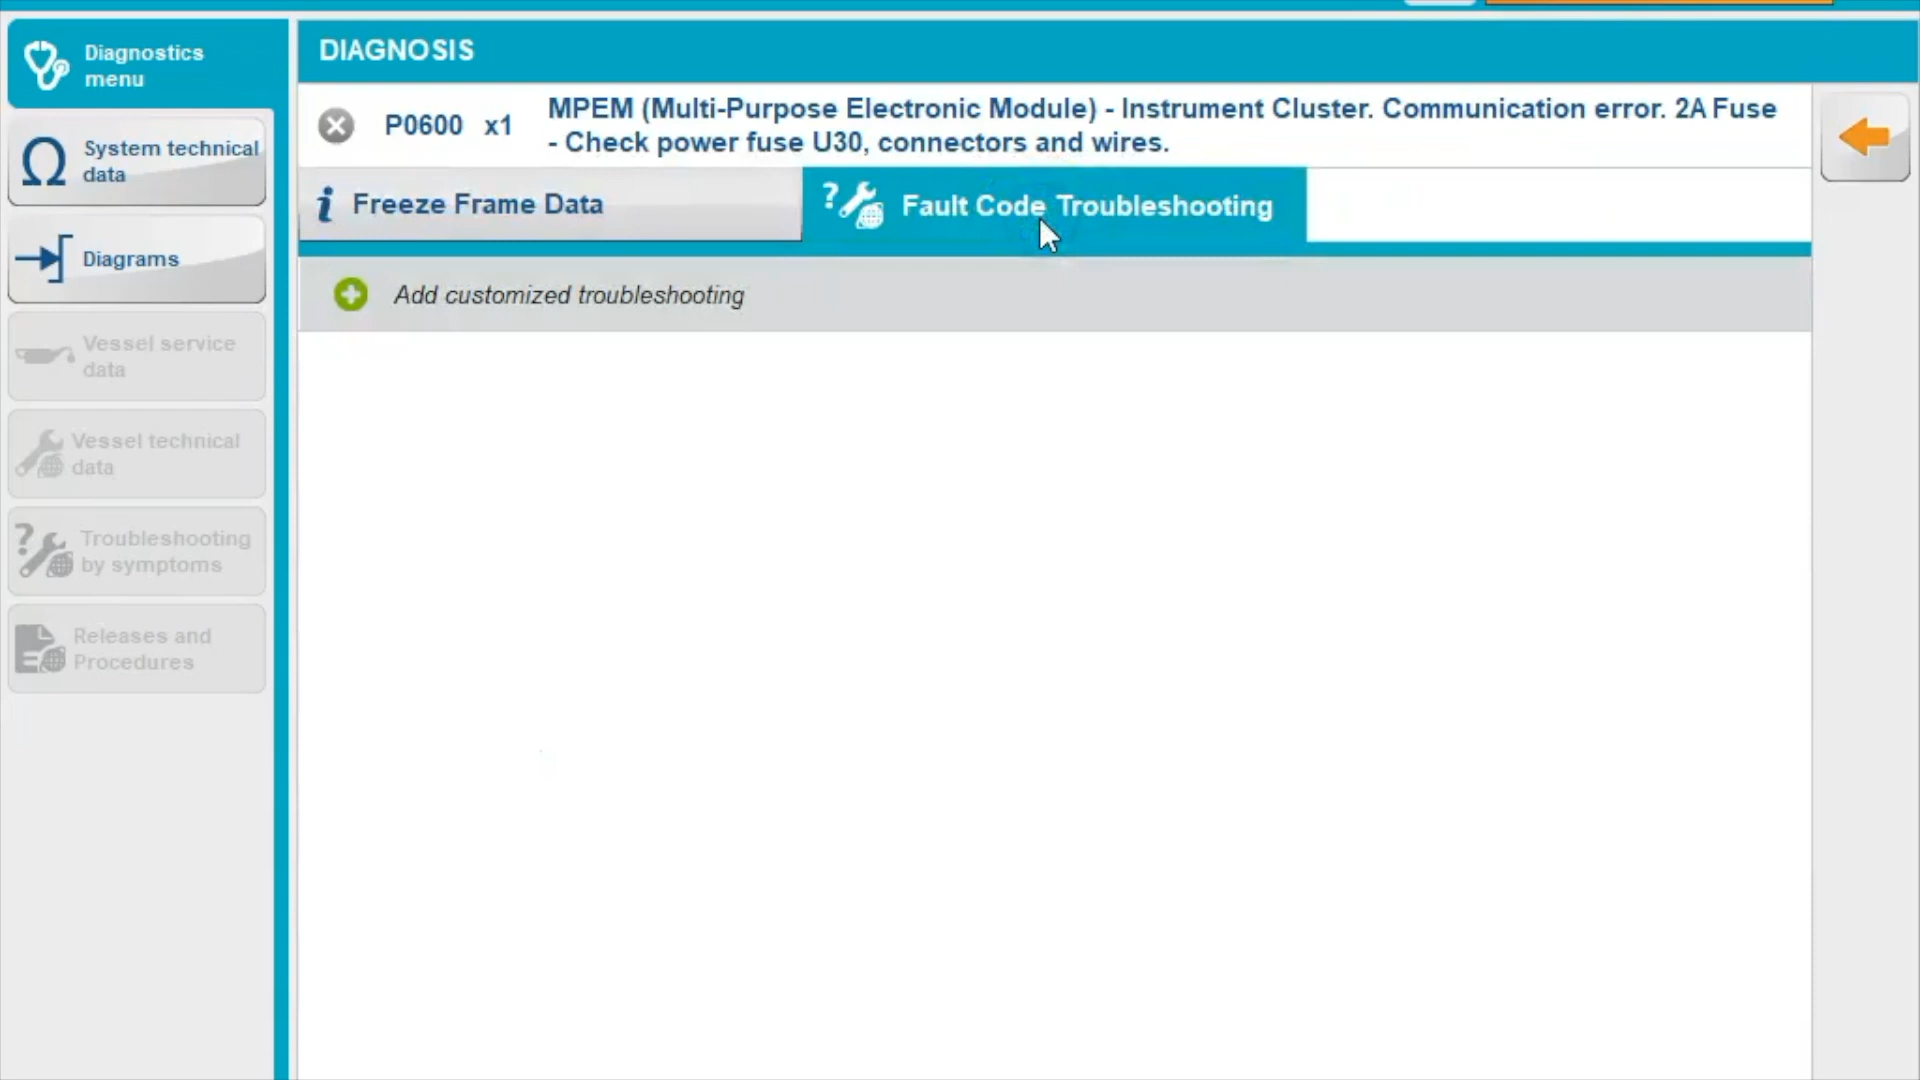 Diagnostics
menu
System technical
data
Diagrams
Vessel service
data
Vessel technical
data
Troubleshooting
by symptoms
Releases and
Procedures
DIAGNOSIS
P0600 x1
MPEM (Multi-Purpose Electronic Module) - Instrument Cluster. Communication error. 2A Fuse
- Check power fuse U30, connectors and wires.
Freeze Frame Data
Fault Code Troubleshooting
Add customized troubleshooting